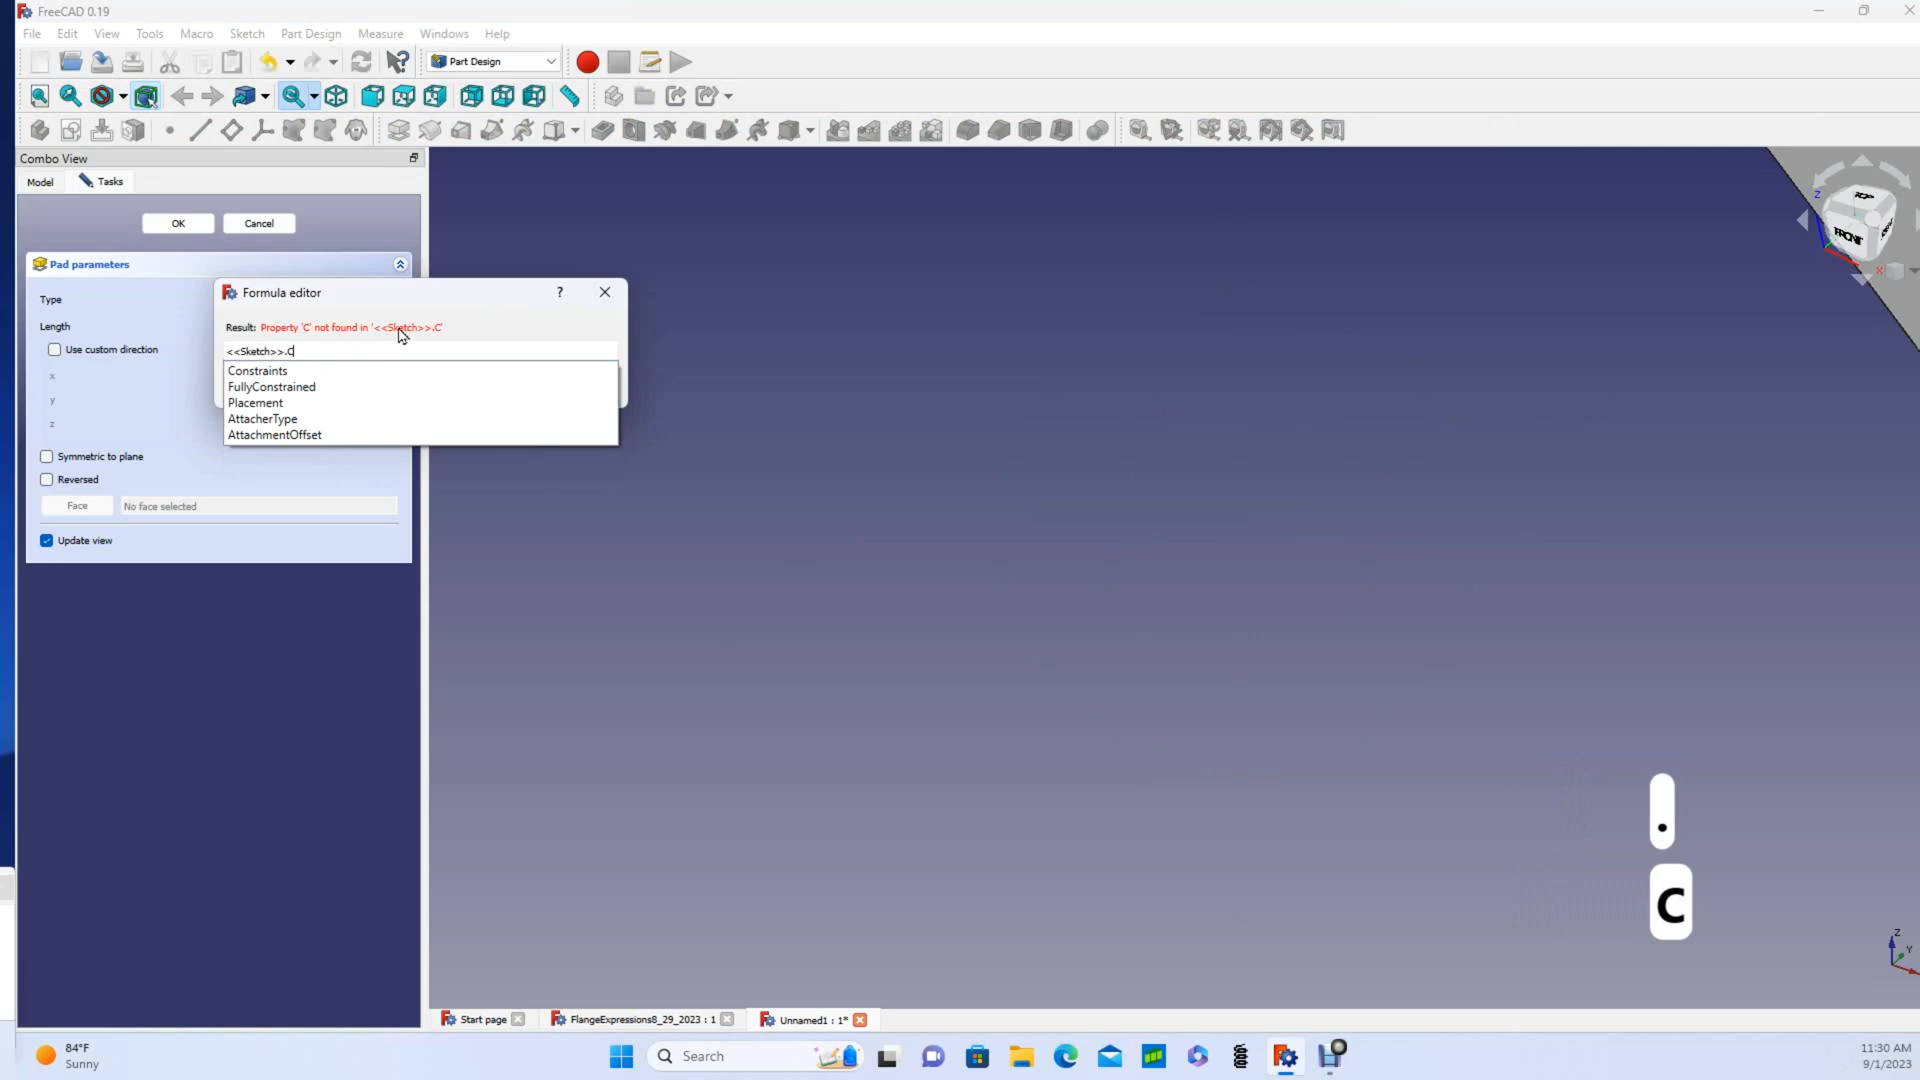 FreeCAD 0.19
File Edit View Tools Macro Sketch Part Design Measure Windows Help
Part Design
Combo View
Model Tasks
OK Cancel
Pad parameters
Type
Length
Use custom direction
x
y
z
Symmetric to plane
Reversed
Face No face selected
Update view
Formula editor ?
Result: Property 'C' not found in '<<Sketch>>.C'
<<Sketch>>.C
Constraints
FullyConstrained
Placement
AttacherType
AttachmentOffset
TOP
FRONT
Z
X
.
C
Z
Y
Start page FlangeExpressions8_29_2023 : 1 Unnamed1 : 1*
84°F
Sunny
Search
11:30 AM
9/1/2023